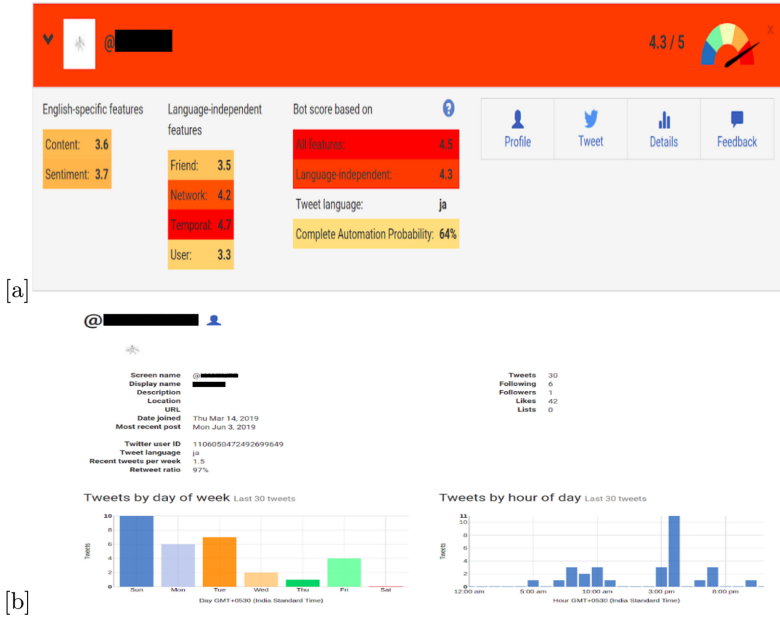 @
4.3 / 5
x
English-specific features
Content: 3.6
Sentiment: 3.7
Language-independent
features
Friend: 3.5
Network: 4.2
Temporal: 4.7
User: 3.3
Bot score based on ?
All features: 4.5
Language-independent: 4.3
Tweet language: ja
Complete Automation Probability: 64%
Profile
Tweet
Details
Feedback
[a]
@
Screen name @
Display name
Description
Location
URL
Date joined Thu Mar 14, 2019
Most recent post Mon Jun 3, 2019
Twitter user ID 1106050472492699649
Tweet language ja
Recent tweets per week 1.5
Retweet ratio 97%
Tweets 30
Following 6
Followers 1
Likes 42
Lists 0
Tweets by day of week Last 30 tweets
10
8
6
4
2
0
Tweets
Sun Mon Tue Wed Thu Fri Sat
Day GMT+0530 (India Standard Time)
Tweets by hour of day Last 30 tweets
11
10
8
6
4
2
0
Tweets
12:00 am 5:00 am 10:00 am 3:00 pm 8:00 pm
Hour GMT+0530 (India Standard Time)
[b]